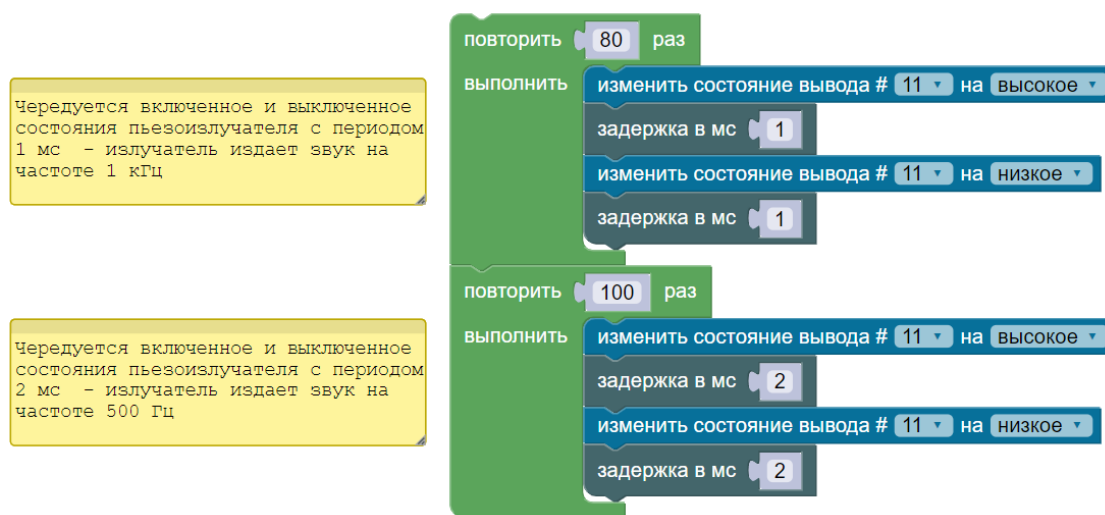 повторить 80 раз
выполнить
изменить состояние вывода # 11 на высокое
задержка в мс 1
изменить состояние вывода # 11 на низкое
задержка в мс 1
Чередуется включенное и выключенное
состояния пьезоизлучателя с периодом
1 мс - излучатель издает звук на
частоте 1 кГц
повторить 100 раз
выполнить
изменить состояние вывода # 11 на высокое
задержка в мс 2
изменить состояние вывода # 11 на низкое
задержка в мс 2
Чередуется включенное и выключенное
состояния пьезоизлучателя с периодом
2 мс - излучатель издает звук на
частоте 500 Гц